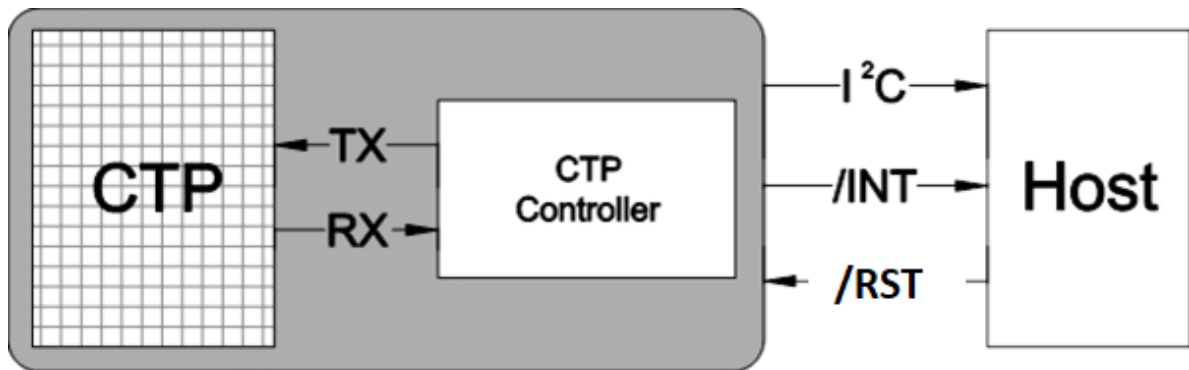 CTP
TX
RX
CTP
Controller
I²C
/INT
/RST
Host